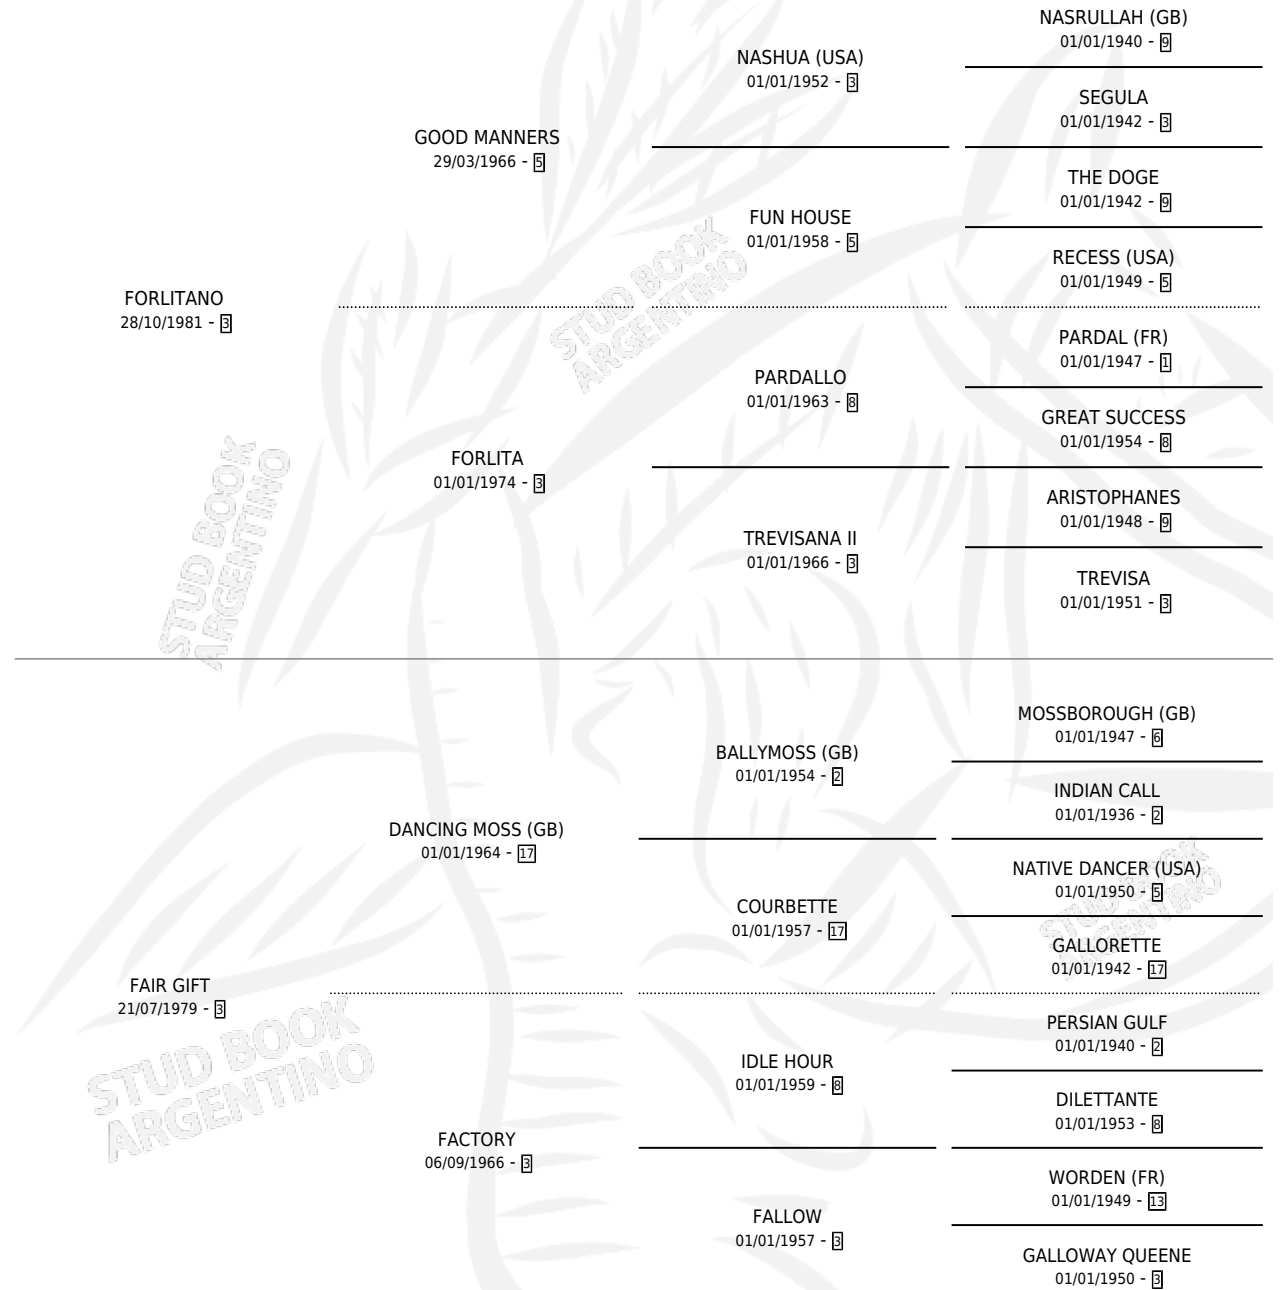 FORLITANO
28/10/1981 - 3
GOOD MANNERS
29/03/1966 - 5
FORLITA
01/01/1974 - 3
NASHUA (USA)
01/01/1952 - 3
FUN HOUSE
01/01/1958 - 5
PARDALLO
01/01/1963 - 8
TREVISANA II
01/01/1966 - 3
NASRULLAH (GB)
01/01/1940 - 9
SEGULA
01/01/1942 - 3
THE DOGE
01/01/1942 - 9
RECESS (USA)
01/01/1949 - 5
PARDAL (FR)
01/01/1947 - 1
GREAT SUCCESS
01/01/1954 - 8
ARISTOPHANES
01/01/1948 - 9
TREVISA
01/01/1951 - 3
STUD BOOK
ARGENTINO
STUD BOOK
ARGENTINO
FAIR GIFT
21/07/1979 - 3
DANCING MOSS (GB)
01/01/1964 - 17
FACTORY
06/09/1966 - 3
BALLYMOSS (GB)
01/01/1954 - 2
COURBETTE
01/01/1957 - 17
IDLE HOUR
01/01/1959 - 8
FALLOW
01/01/1957 - 3
MOSSBOROUGH (GB)
01/01/1947 - 6
INDIAN CALL
01/01/1936 - 2
NATIVE DANCER (USA)
01/01/1950 - 5
GALLORETTE
01/01/1942 - 17
PERSIAN GULF
01/01/1940 - 2
DILETTANTE
01/01/1953 - 8
WORDEN (FR)
01/01/1949 - 13
GALLOWAY QUEENE
01/01/1950 - 3
STUD BOOK
ARGENTINO
STUD BOOK
ARGENTINO